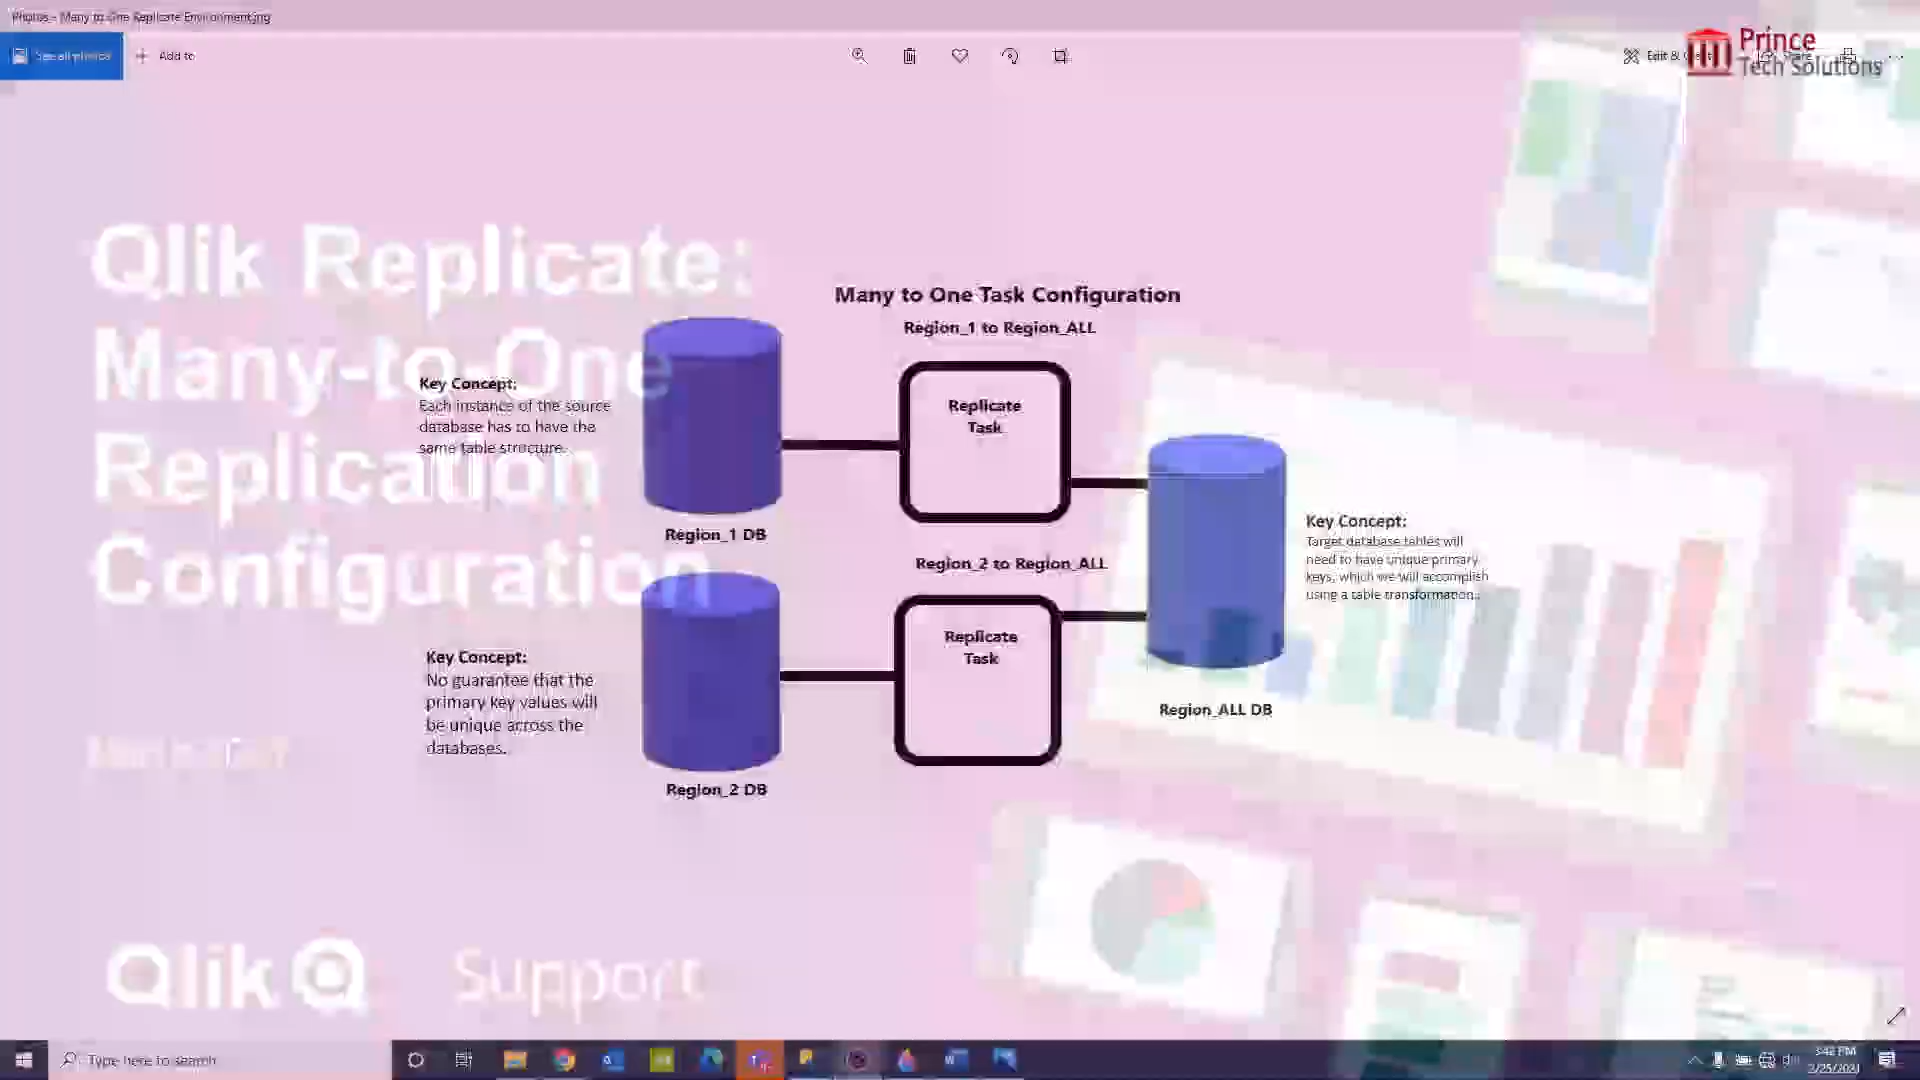 Photos - Many to One Replicate Environment.jpg
See all photos
Add to
Share
Prince
Tech Solutions
Qlik Replicate:
Many-to-One
Replication
Configuration
Many to One Task Configuration
Region_1 to Region_ALL
Key Concept:
Each instance of the source
database has to have the
same table structure.
Replicate
Task
Region_1 DB
Region_2 to Region_ALL
Key Concept:
Target database tables will
need to have unique primary
keys, which we will accomplish
using a table transformation..
Key Concept:
No guarantee that the
primary key values will
be unique across the
databases.
Replicate
Task
Region_ALL DB
Region_2 DB
Qlik Support
Type here to search
3:42 PM